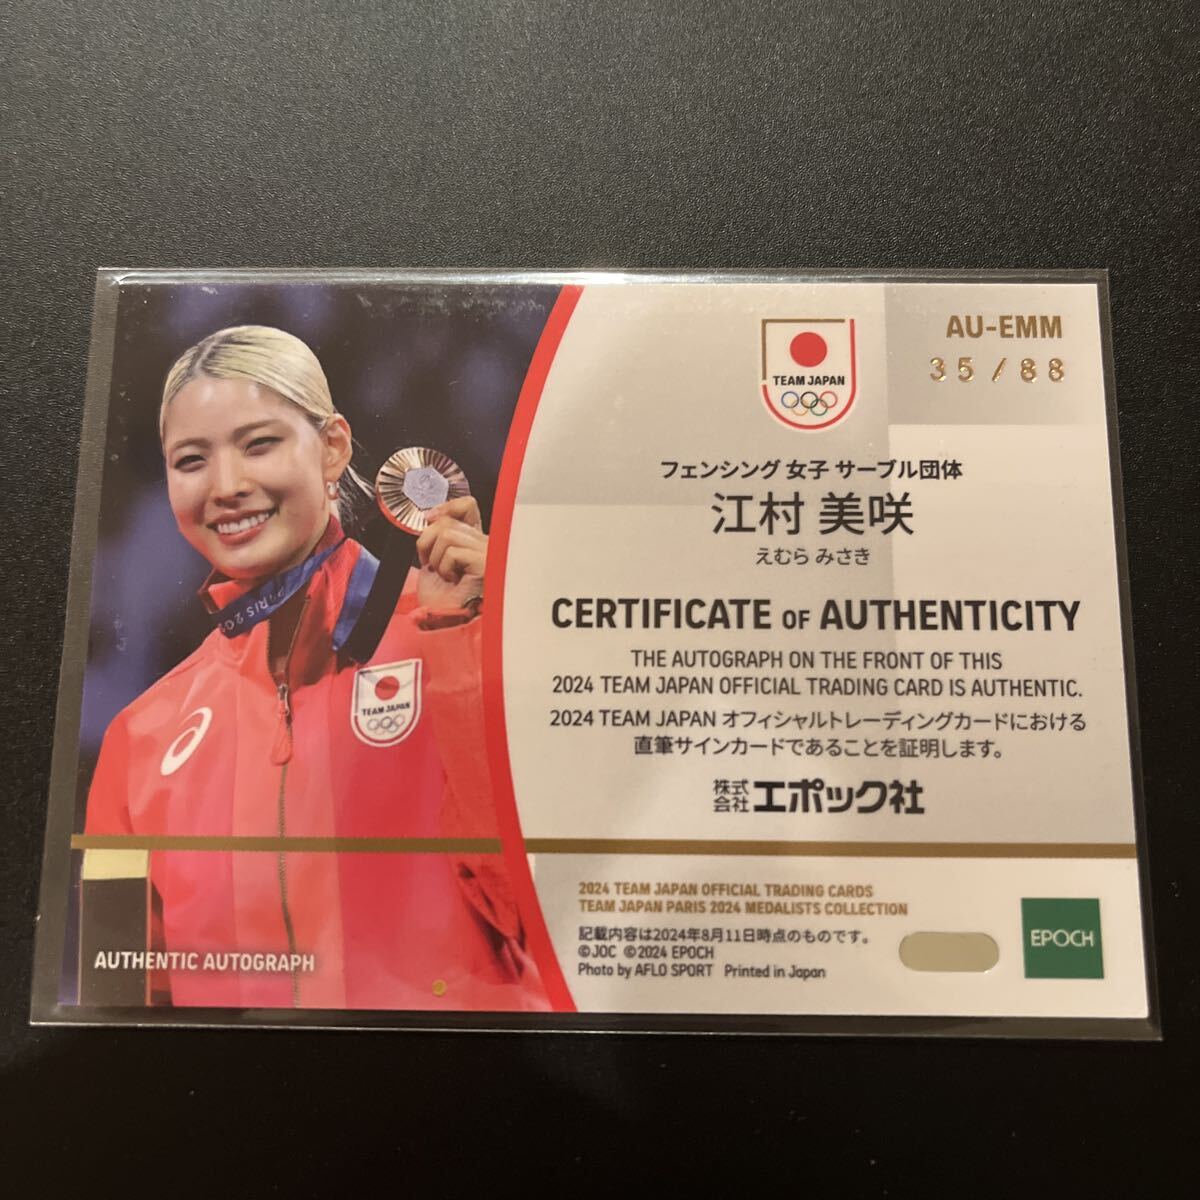 AU-EMM
35/88
TEAM JAPAN
フェンシング 女子 サーブル団体
江村 美咲
えむら みさき
CERTIFICATE OF AUTHENTICITY
THE AUTOGRAPH ON THE FRONT OF THIS
2024 TEAM JAPAN OFFICIAL TRADING CARD IS AUTHENTIC.
2024 TEAM JAPAN オフィシャルトレーディングカードにおける
直筆サインカードであることを証明します。
株式会社エポック社
TEAM JAPAN
AUTHENTIC AUTOGRAPH
2024 TEAM JAPAN OFFICIAL TRADING CARDS
TEAM JAPAN PARIS 2024 MEDALISTS COLLECTION
記載内容は2024年8月11日時点のものです。
©JOC ©2024 EPOCH
Photo by AFLO SPORT Printed in Japan
EPOCH